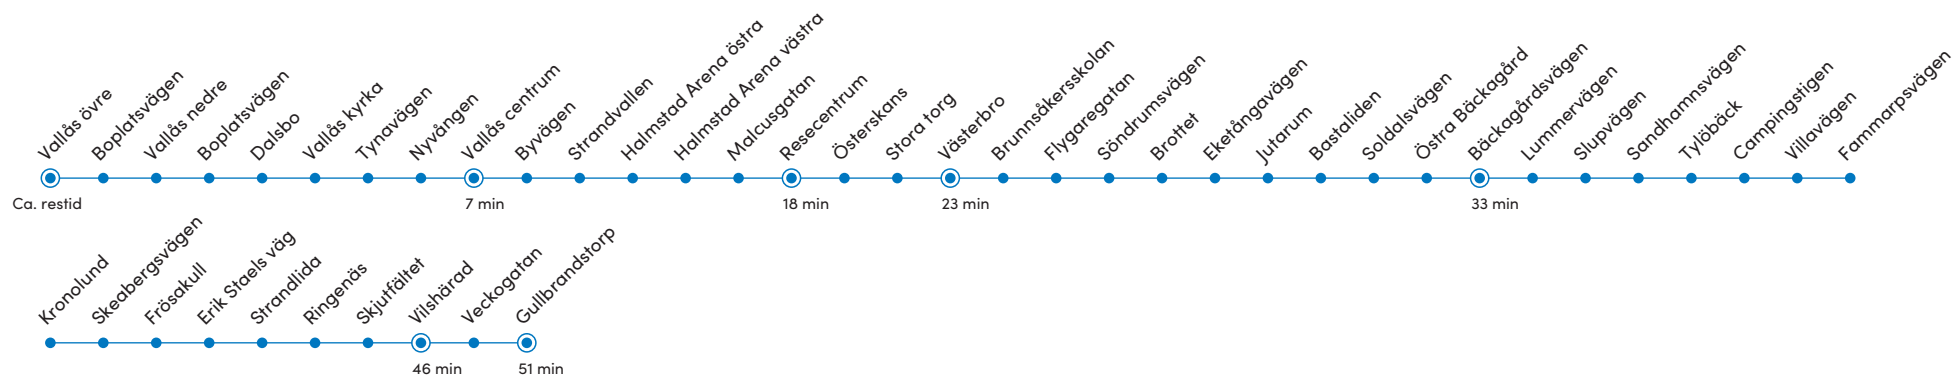 Vallås övre
Boplatsvägen
Vallås nedre
Boplatsvägen
Dalsbo
Vallås kyrka
Tynavägen
Nyvången
Vallås centrum
Byvägen
Strandvallen
Halmstad Arena östra
Halmstad Arena västra
Malcusgatan
Resecentrum
Österskans
Stora torg
Västerbro
Brunnsåkersskolan
Flygaregatan
Söndrumsvägen
Brottet
Eketångavägen
Jutarum
Bastaliden
Soldalsvägen
Östra Bäckagård
Bäckagårdsvägen
Lummervägen
Slupvägen
Sandhamnsvägen
Tylöbäck
Campingstigen
Villavägen
Fammarpsvägen
Ca. restid
7 min
18 min
23 min
33 min
Kronolund
Skeabergsvägen
Frösakull
Erik Staels väg
Strandlida
Ringenäs
Skjutfältet
Vilshärad
Veckogatan
Gullbrandstorp
46 min
51 min